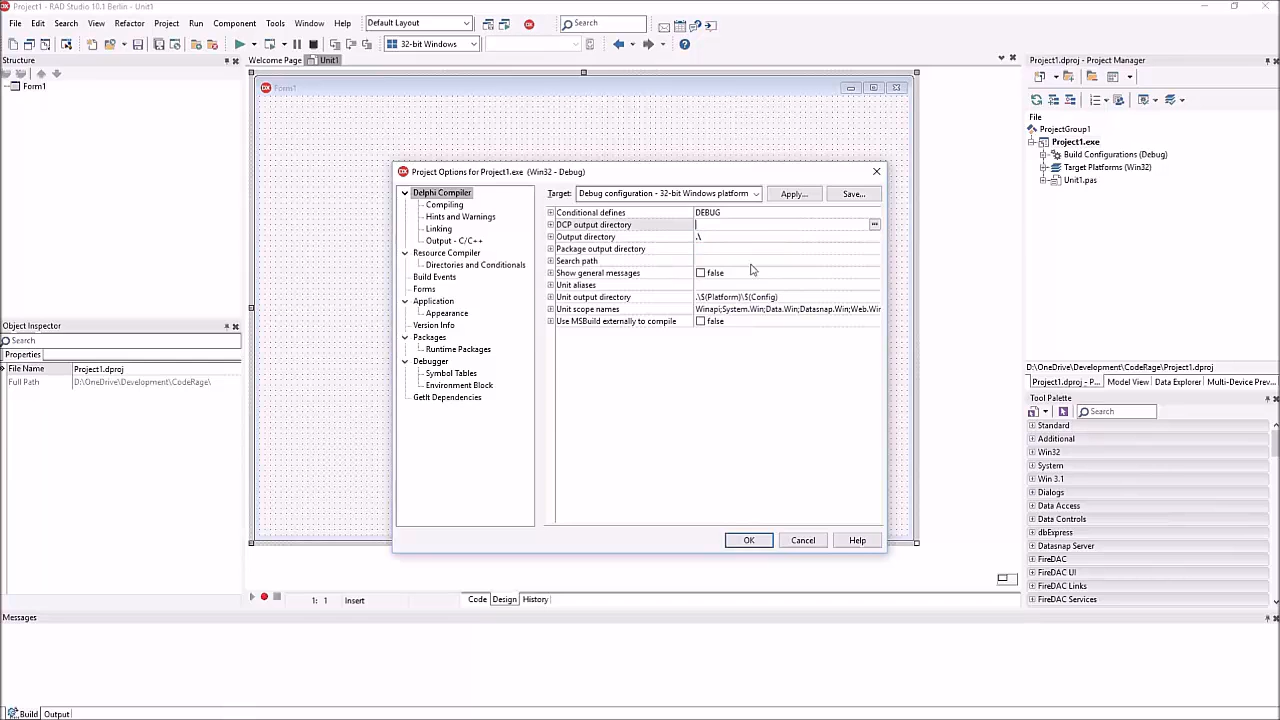 Project1 - RAD Studio 10.1 Berlin - Unit1
File Edit Search View Refactor Project Run Component Tools Window Help
Default Layout
Search
32-bit Windows
Structure
Form1
Welcome Page Unit1
Form1
Project1.dproj - Project Manager
File
ProjectGroup1
Project1.exe
Build Configurations (Debug)
Target Platforms (Win32)
Unit1.pas
Project Options for Project1.exe (Win32 - Debug)
Delphi Compiler
Compiling
Hints and Warnings
Linking
Output - C/C++
Resource Compiler
Directories and Conditionals
Build Events
Forms
Application
Appearance
Version Info
Packages
Runtime Packages
Debugger
Symbol Tables
Environment Block
GetIt Dependencies
Target: Debug configuration - 32-bit Windows platform Apply... Save...
Conditional defines DEBUG
DCP output directory
Output directory .\
Package output directory
Search path
Show general messages false
Unit aliases
Unit output directory .\$(Platform)\$(Config)
Unit scope names Winapi;System.Win;Data.Win;Datasnap.Win;Web.Win
Use MSBuild externally to compile false
OK Cancel Help
Object Inspector
Search
Properties
File Name Project1.dproj
Full Path D:\OneDrive\Development\CodeRage\
D:\OneDrive\Development\CodeRage\Project1.dproj
Project1.dproj - P... Model View Data Explorer Multi-Device Prev...
Tool Palette
Search
Standard
Additional
Win32
System
Win 3.1
Dialogs
Data Access
Data Controls
dbExpress
Datasnap Server
FireDAC
FireDAC UI
FireDAC Links
FireDAC Services
1: 1 Insert
Code Design History
Messages
Build Output